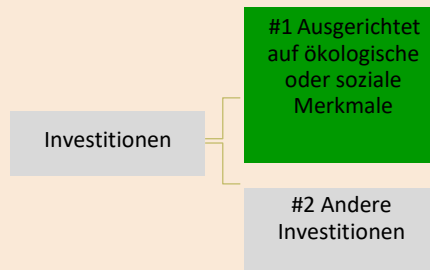 #1 Ausgerichtet
auf ökologische
oder soziale
Merkmale
Investitionen
#2 Andere
Investitionen